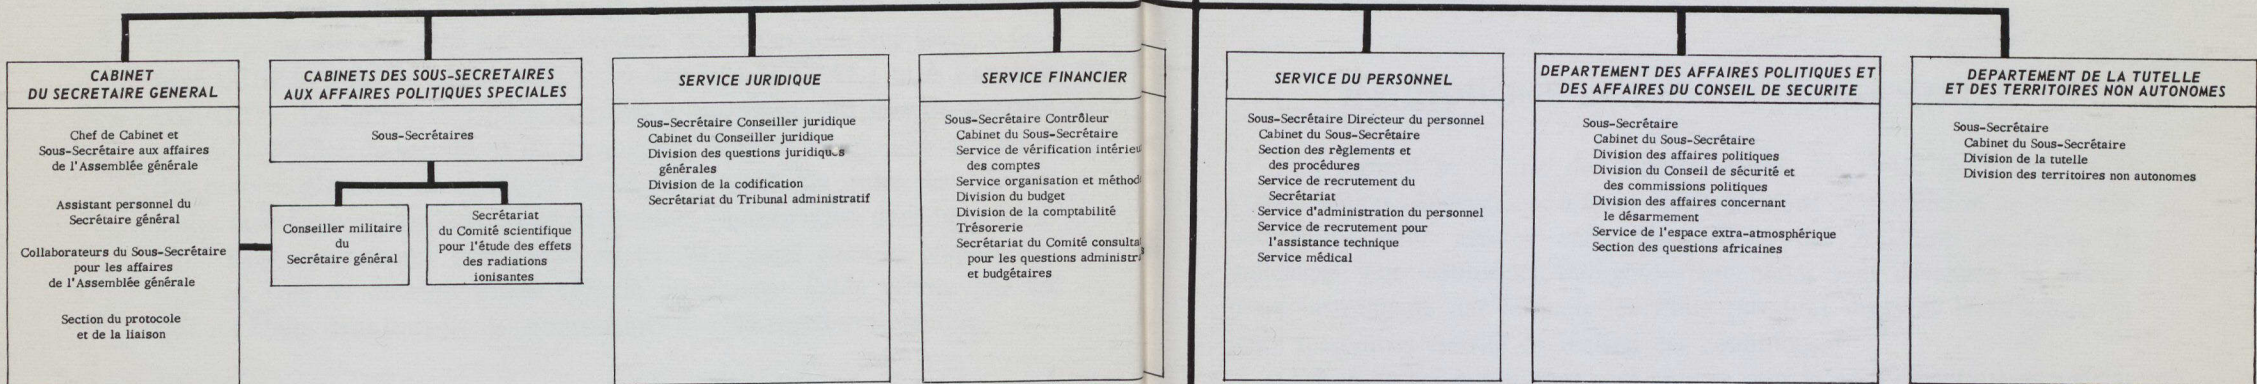 CABINET
DU SECRETAIRE GENERAL
Chef de Cabinet et
Sous-Secrétaire aux affaires
de l'Assemblée générale
Assistant personnel du
Secrétaire général
Collaborateurs du Sous-Secrétaire
pour les affaires
de l'Assemblée générale
Section du protocole
et de la liaison
CABINETS DES SOUS-SECRETAIRES
AUX AFFAIRES POLITIQUES SPECIALES
Sous-Secrétaires
Conseiller militaire
du
Secrétaire général
Secrétariat
du Comité scientifique
pour l'étude des effets
des radiations
ionisantes
SERVICE JURIDIQUE
Sous-Secrétaire Conseiller juridique
Cabinet du Conseiller juridique
Division des questions juridiques
générales
Division de la codification
Secrétariat du Tribunal administratif
SERVICE FINANCIER
Sous-Secrétaire Contrôleur
Cabinet du Sous-Secrétaire
Service de vérification
des comptes
Service organisation et
Division du budget
Division de la comptabilité
Trésorerie
Secrétariat du Comité
pour les questions
et budgétaires
SERVICE DU PERSONNEL
Sous-Secrétaire Directeur du personnel
Cabinet du Sous-Secrétaire
Section des règlements et
des procédures
Service de recrutement du
Secrétariat
Service d'administration du personnel
Service de recrutement pour
l'assistance technique
Service médical
DEPARTEMENT DES AFFAIRES POLITIQUES ET
DES AFFAIRES DU CONSEIL DE SECURITE
Sous-Secrétaire
Cabinet du Sous-Secrétaire
Division des affaires politiques
Division du Conseil de sécurité et
des commissions politiques
Division des affaires concernant
le désarmement
Service de l'espace extra-atmosphérique
Section des questions africaines
DEPARTEMENT DE LA TUTELLE
ET DES TERRITOIRES NON AUTONOMES
Sous-Secrétaire
Cabinet du Sous-Secrétaire
Division de la tutelle
Division des territoires non autonomes